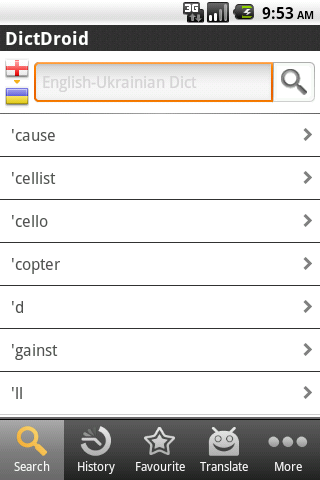 3G
9:53 AM
DictDroid
English-Ukrainian Dict
'cause
'cellist
'cello
'copter
'd
'gainst
'll
Search History Favourite Translate More